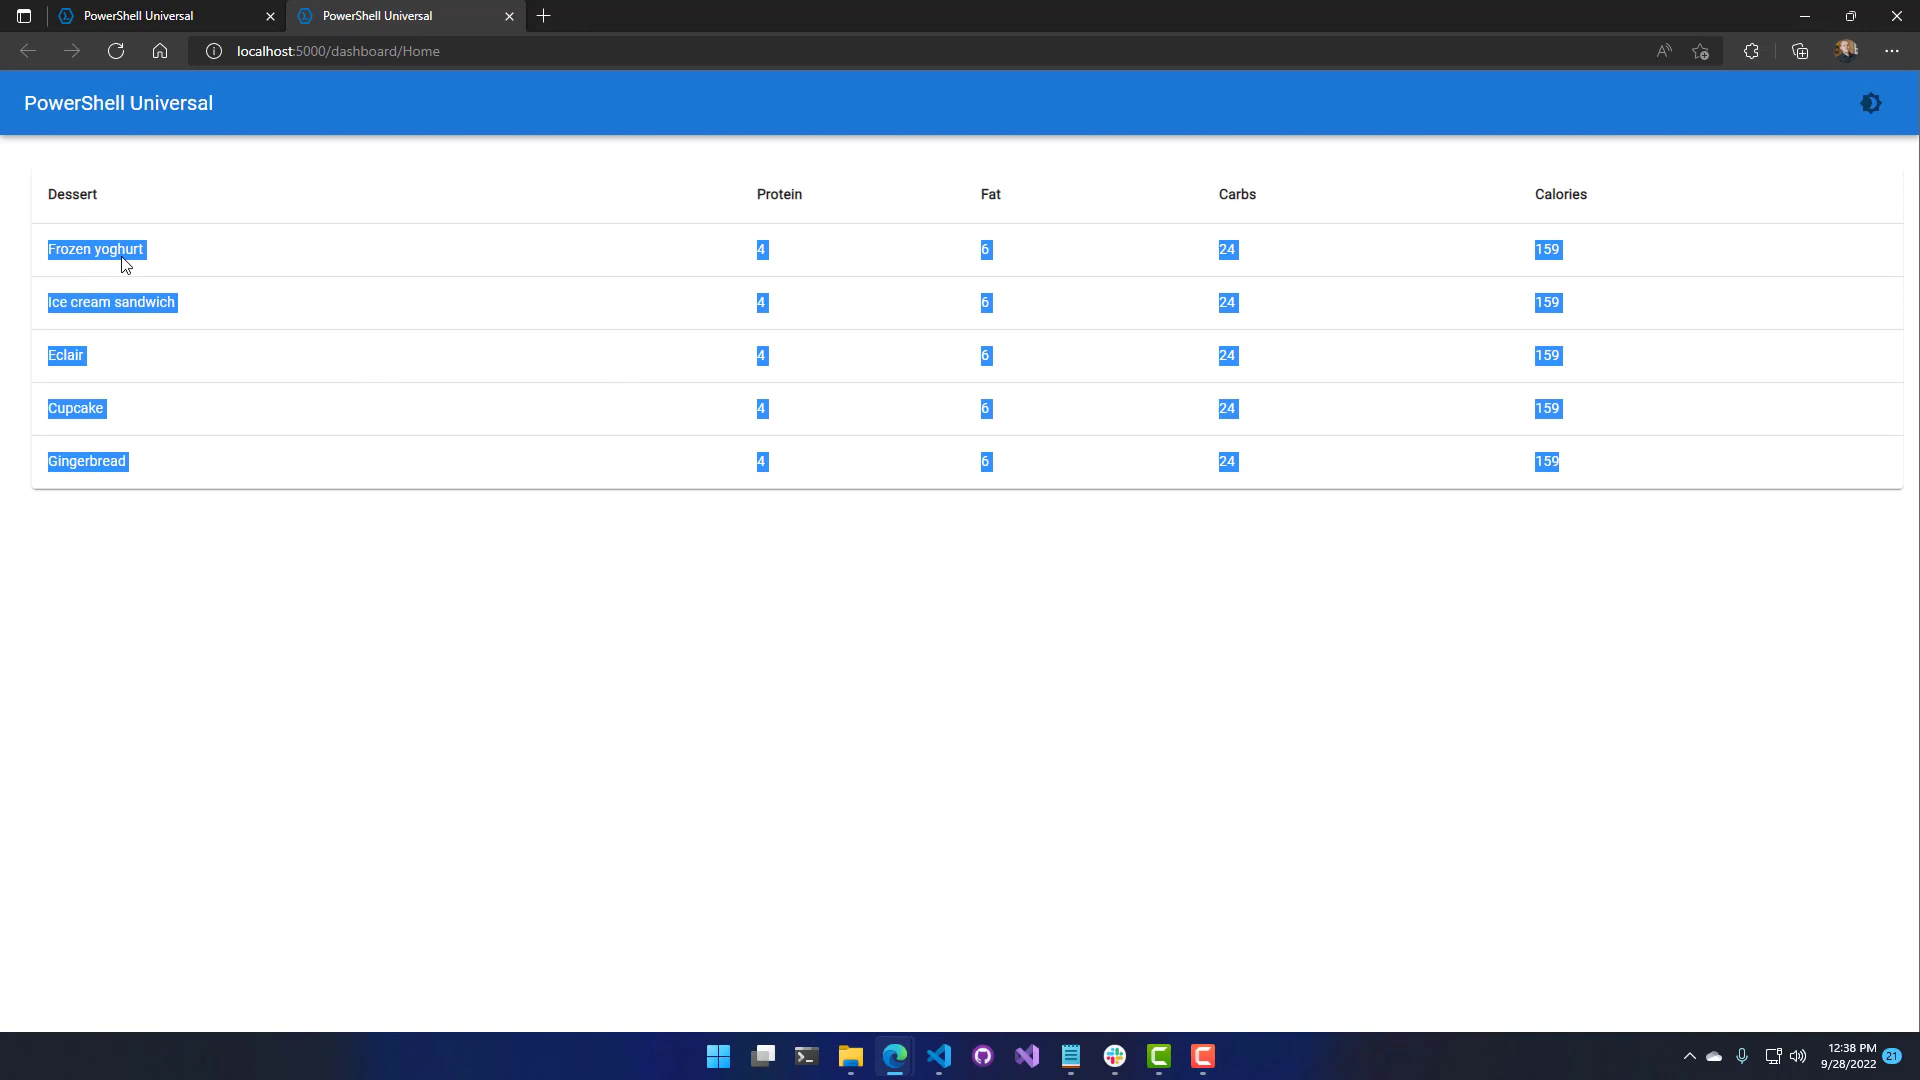 PowerShell Universal
PowerShell Universal
localhost:5000/dashboard/Home
PowerShell Universal
Dessert Protein Fat Carbs Calories
Frozen yoghurt 4 6 24 159
Ice cream sandwich 4 6 24 159
Eclair 4 6 24 159
Cupcake 4 6 24 159
Gingerbread 4 6 24 159
12:38 PM
9/28/2022
21